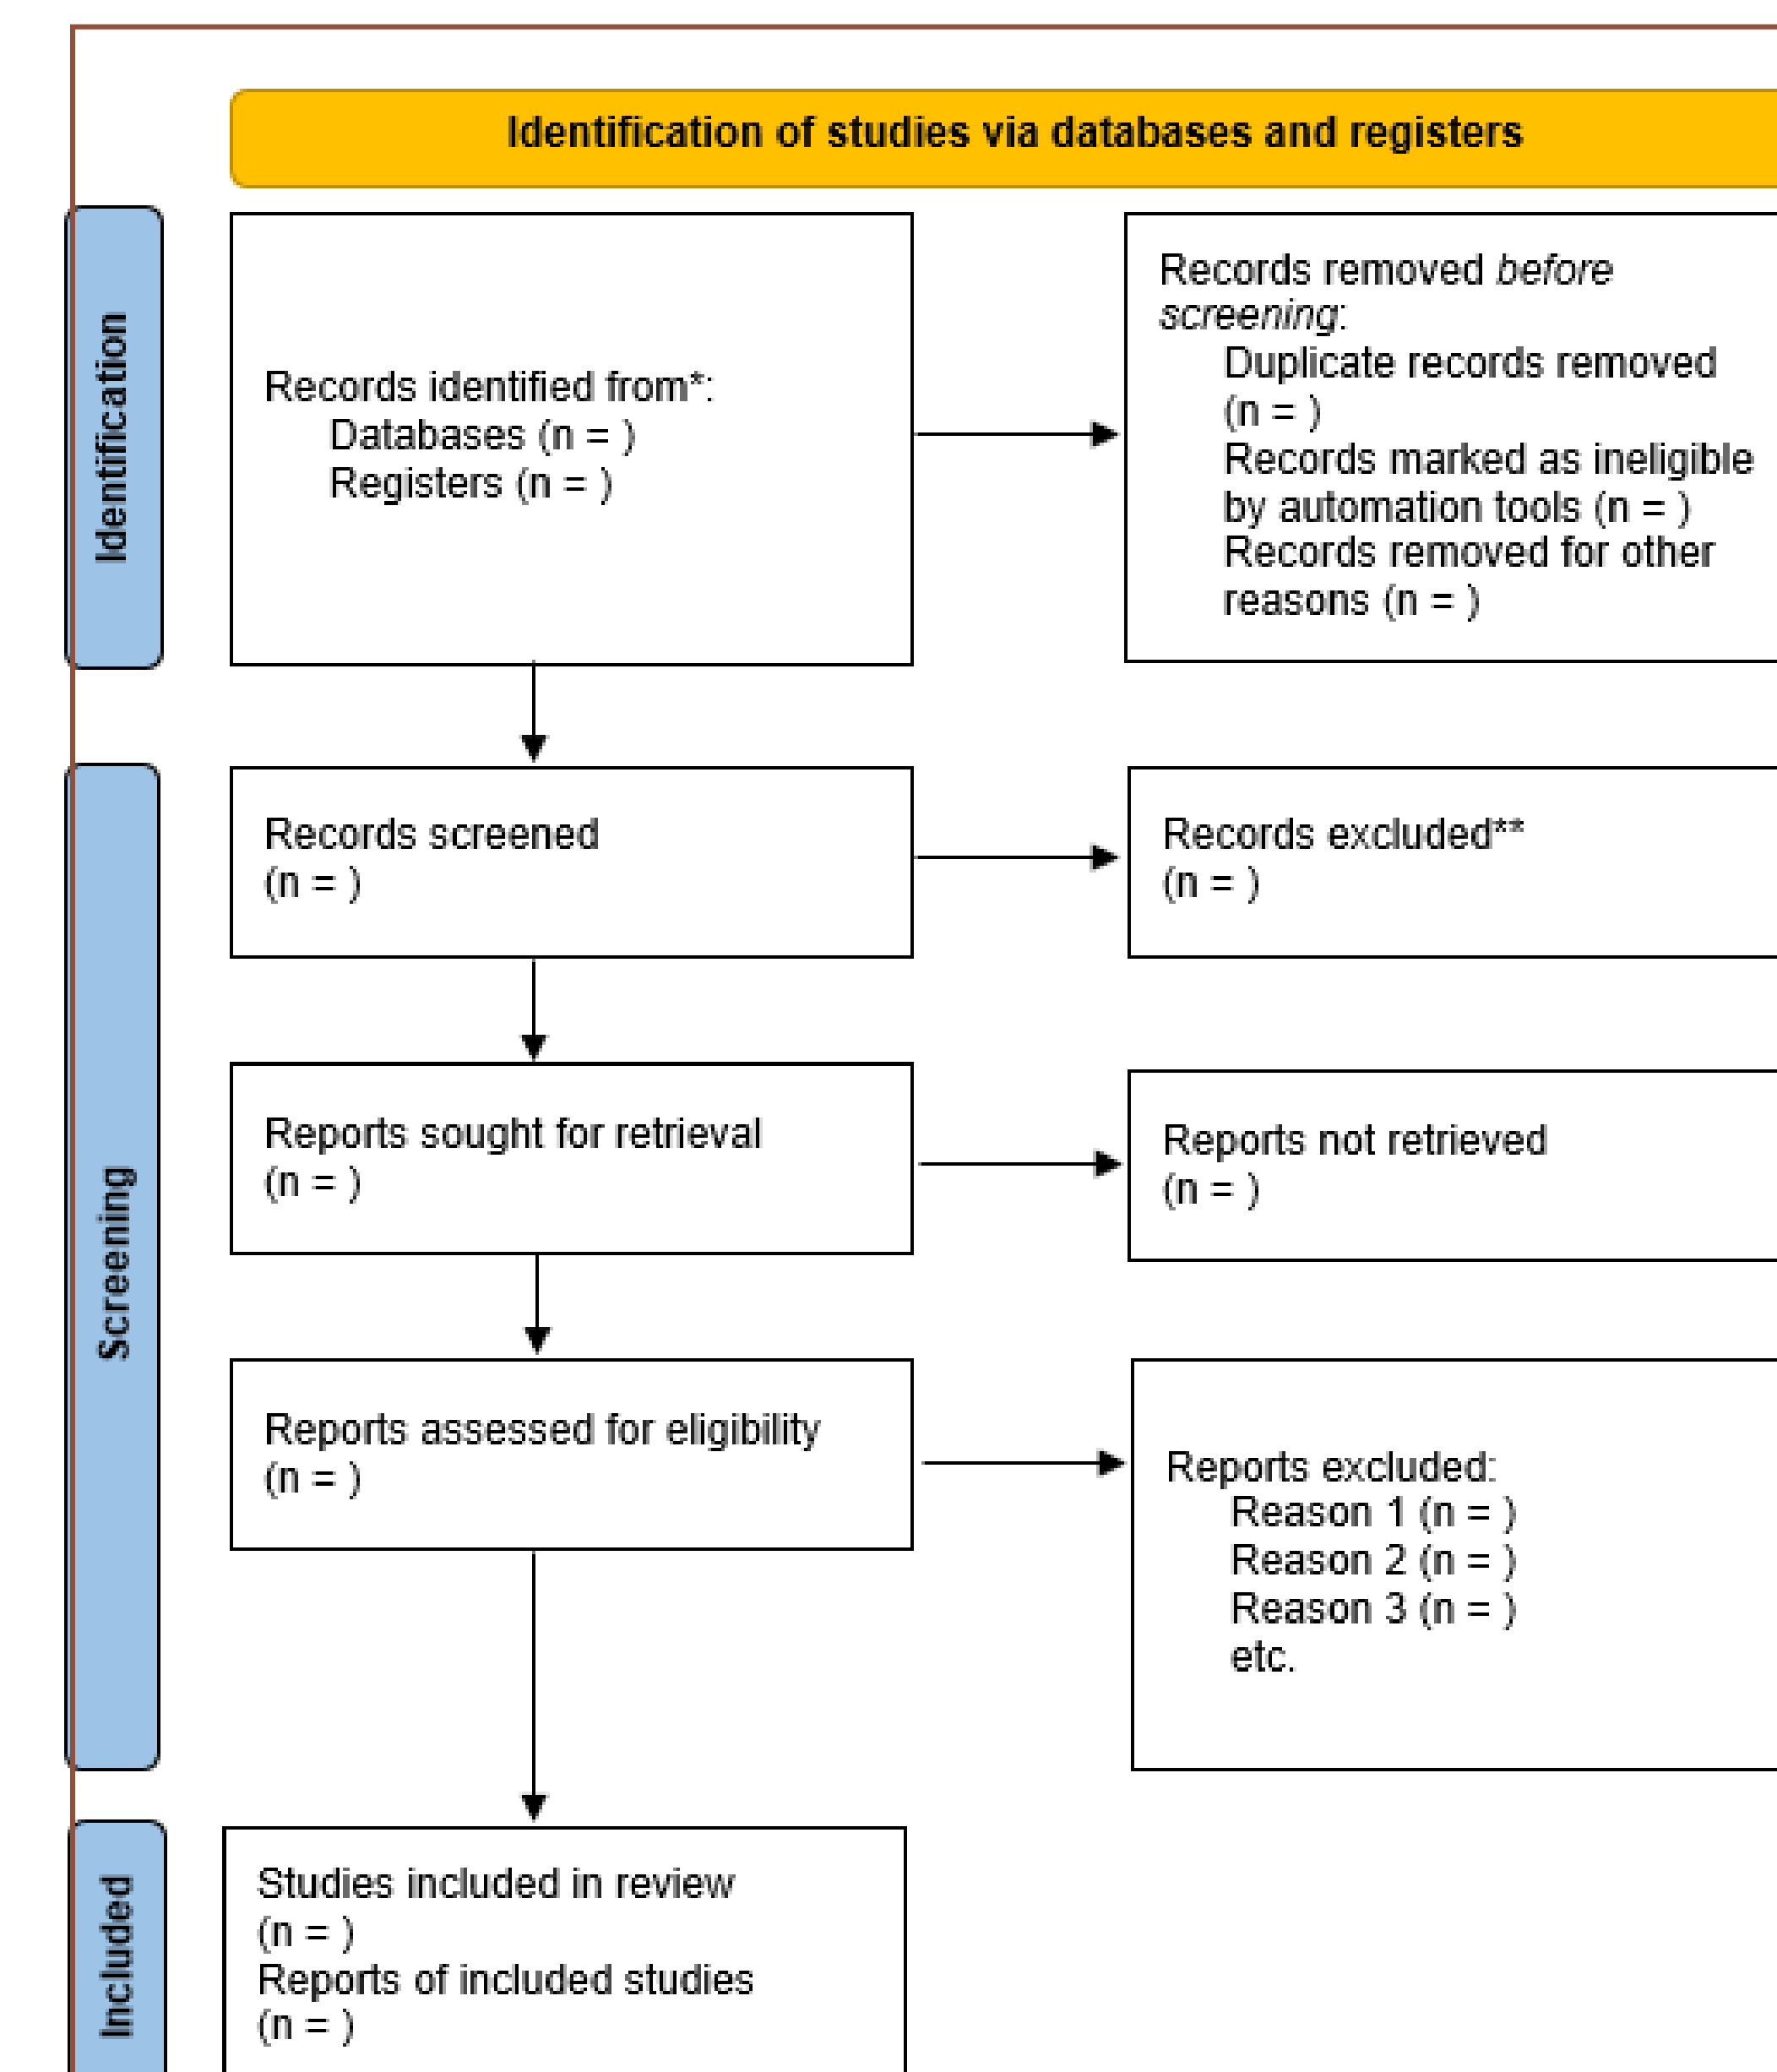 Identification of studies via databases and registers
Identification
Records identified from*:
Databases (n = )
Registers (n = )
Records removed before
screening:
Duplicate records removed
(n = )
Records marked as ineligible
by automation tools (n = )
Records removed for other
reasons (n = )
Screening
Records screened
(n = )
Records excluded**
(n = )
Reports sought for retrieval
(n = )
Reports not retrieved
(n = )
Reports assessed for eligibility
(n = )
Reports excluded:
Reason 1 (n = )
Reason 2 (n = )
Reason 3 (n = )
etc.
Included
Studies included in review
(n = )
Reports of included studies
(n = )